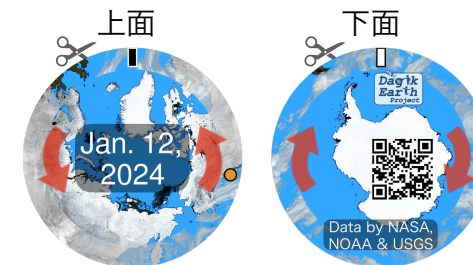 上面
下面
Jan. 12,
2024
Dagik
Earth
Project
Data by NASA,
NOAA & USGS